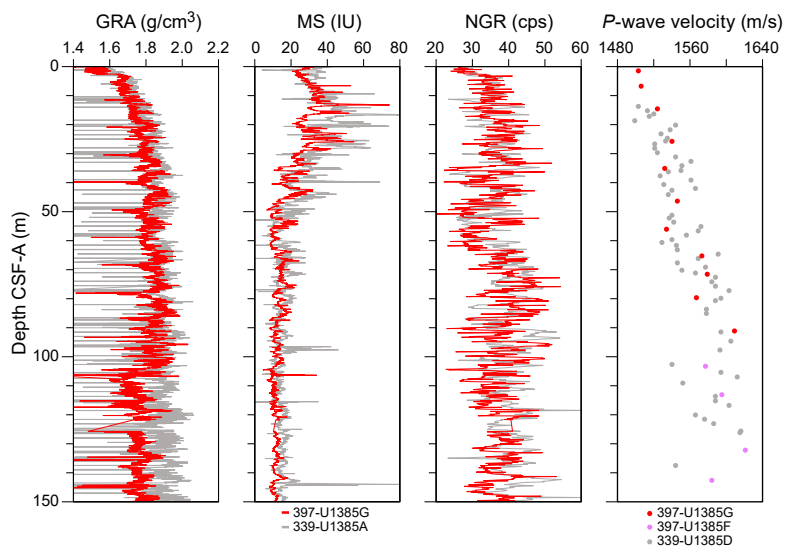 GRA (g/cm3)
MS (IU)
NGR (cps)
P-wave velocity (m/s)
1.4 1.6 1.8 2.0 2.2
0 20 40 60 80
20 30 40 50 60
1480 1560 1640
0
50
100
150
Depth CSF-A (m)
397-U1385G
339-U1385A
397-U1385G
397-U1385F
339-U1385D